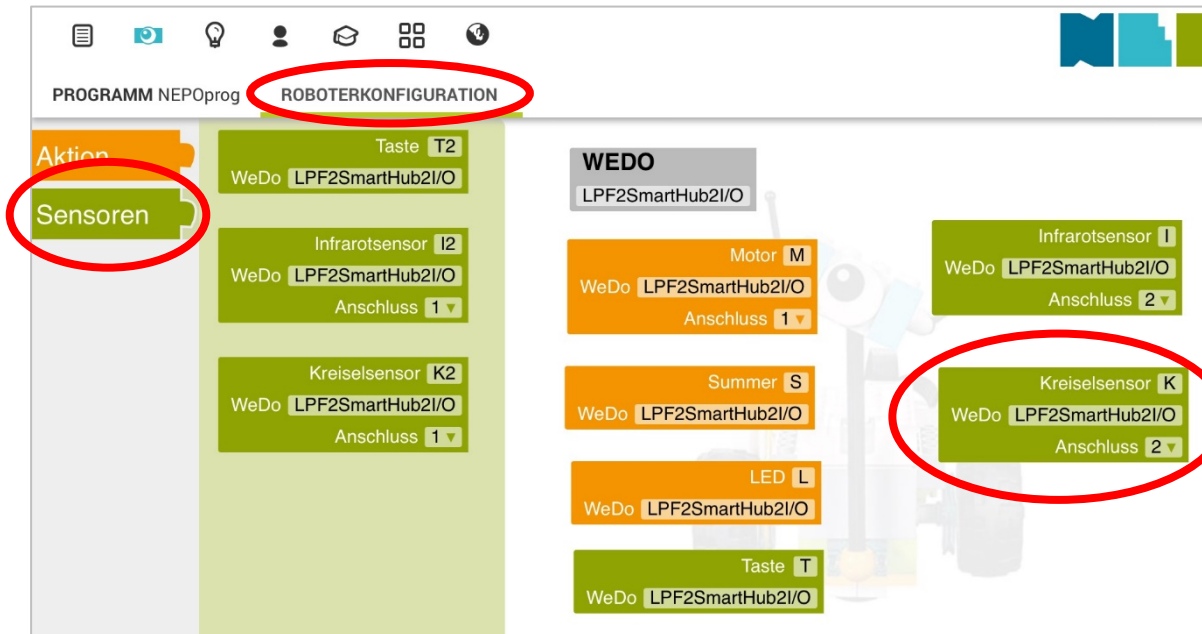 PROGRAMM NEPOprog ROBOTERKONFIGURATION
Aktion
Sensoren
Taste T2
WeDo LPF2SmartHub2I/O
Infrarotsensor I2
WeDo LPF2SmartHub2I/O
Anschluss 1
Kreiselsensor K2
WeDo LPF2SmartHub2I/O
Anschluss 1
WEDO
LPF2SmartHub2I/O
Motor M
WeDo LPF2SmartHub2I/O
Anschluss 1
Summer S
WeDo LPF2SmartHub2I/O
LED L
WeDo LPF2SmartHub2I/O
Taste T
WeDo LPF2SmartHub2I/O
Infrarotsensor I
WeDo LPF2SmartHub2I/O
Anschluss 2
Kreiselsensor K
WeDo LPF2SmartHub2I/O
Anschluss 2